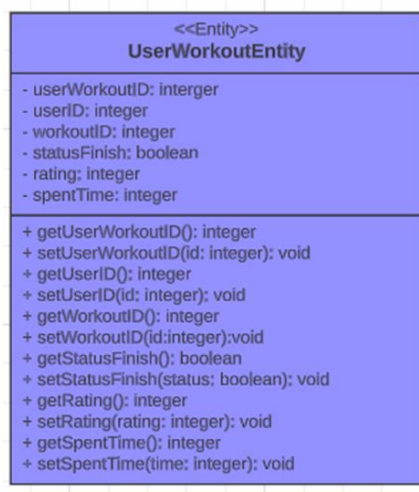 <<Entity>>
UserWorkoutEntity
- userWorkoutID: interger
- userID: integer
- workoutID: integer
- statusFinish: boolean
- rating: integer
- spentTime: integer
+ getUserWorkoutID(): integer
+ setUserWorkoutID(id: integer): void
+ getUserID(): integer
+ setUserID(id: integer): void
+ getWorkoutID(): integer
+ setWorkoutID(id:integer):void
+ getStatusFinish(): boolean
+ setStatusFinish(status: boolean): void
+ getRating(): integer
+ setRating(rating: integer): void
+ getSpentTime(): integer
+ setSpentTime(time: integer): void